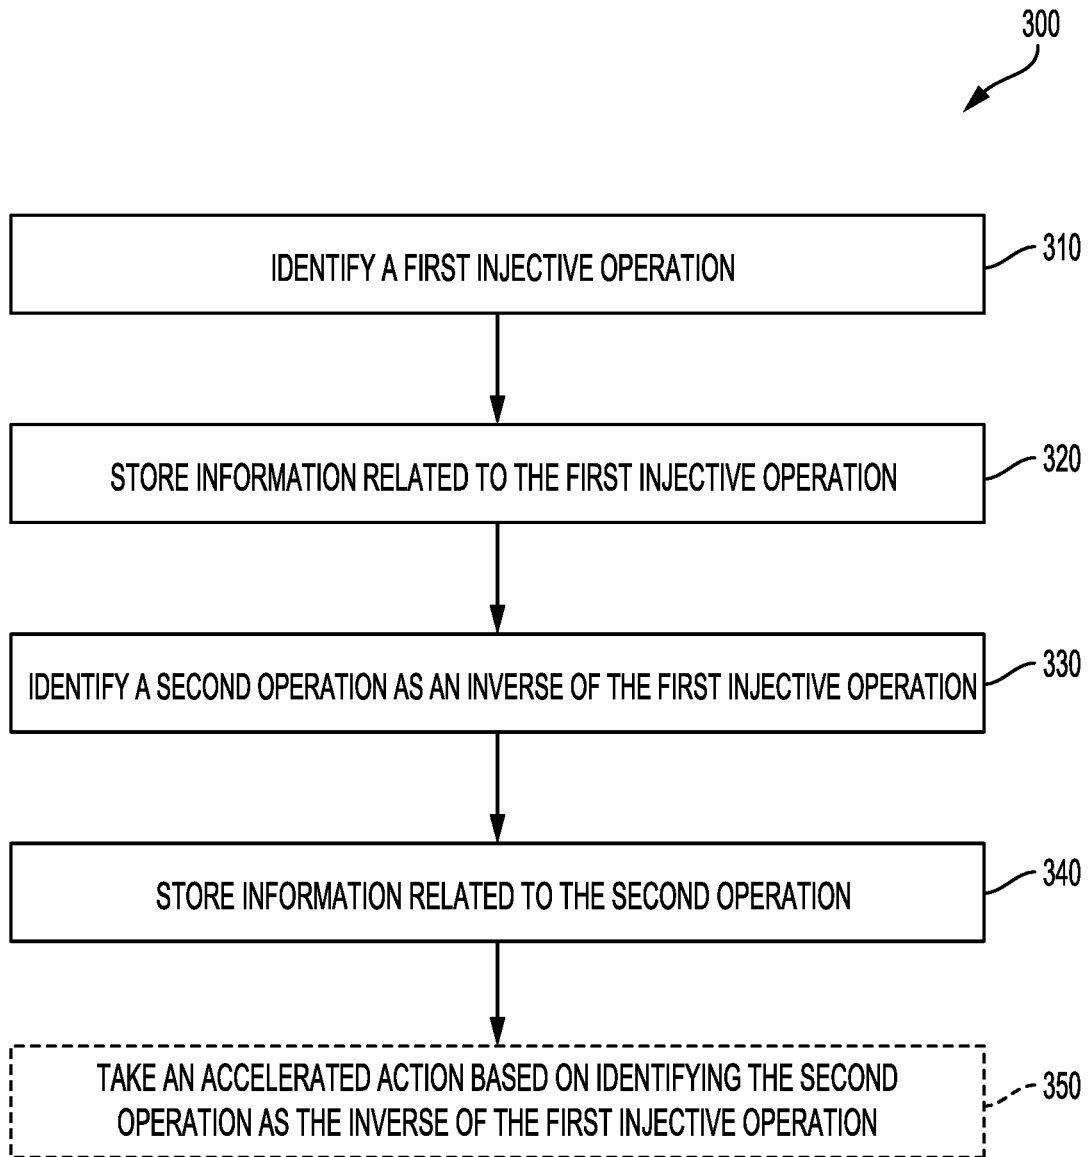 300
IDENTIFY A FIRST INJECTIVE OPERATION
310
STORE INFORMATION RELATED TO THE FIRST INJECTIVE OPERATION
320
IDENTIFY A SECOND OPERATION AS AN INVERSE OF THE FIRST INJECTIVE OPERATION
330
STORE INFORMATION RELATED TO THE SECOND OPERATION
340
TAKE AN ACCELERATED ACTION BASED ON IDENTIFYING THE SECOND
OPERATION AS THE INVERSE OF THE FIRST INJECTIVE OPERATION
350